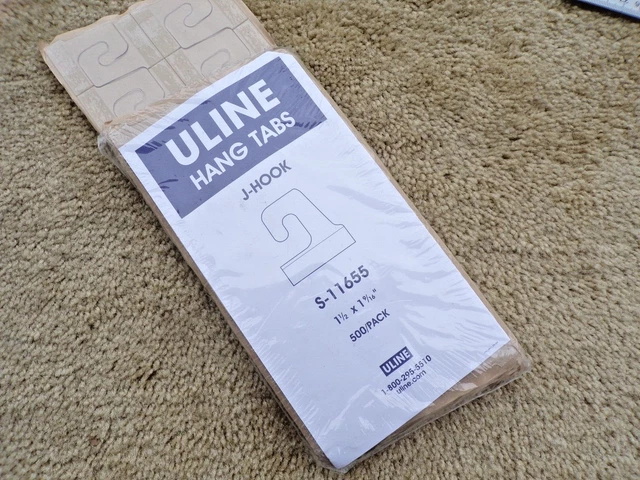 ULINE
HANG TABS
J-HOOK
S-11655
1½ x 1⁹⁄₁₆"
500/PACK
ULINE
1-800-295-5510
uline.com